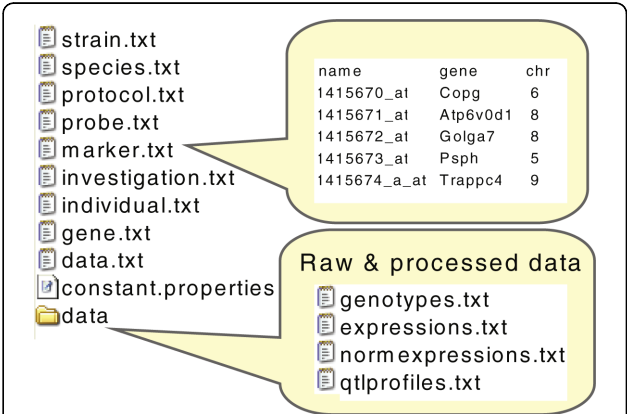 strain.txt
species.txt
protocol.txt
probe.txt
marker.txt
investigation.txt
individual.txt
gene.txt
data.txt
constant.properties
data
name gene chr
1415670_at Copg 6
1415671_at Atp6v0d1 8
1415672_at Golga7 8
1415673_at Psph 5
1415674_a_at Trappc4 9
Raw & processed data
genotypes.txt
expressions.txt
normexpressions.txt
qtlprofiles.txt